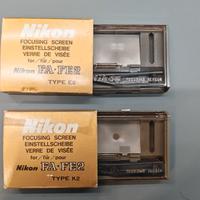 Nikon
FOCUSING SCREEN
EINSTELLSCHEIBE
VERRE DE VISÉE
for/für/pour
Nikon FA·FE2
TYPE E2
Nikon
FOCUSING SCREEN
EINSTELLSCHEIBE
VERRE DE VISÉE
for/für/pour
Nikon FA·FE2
TYPE K2